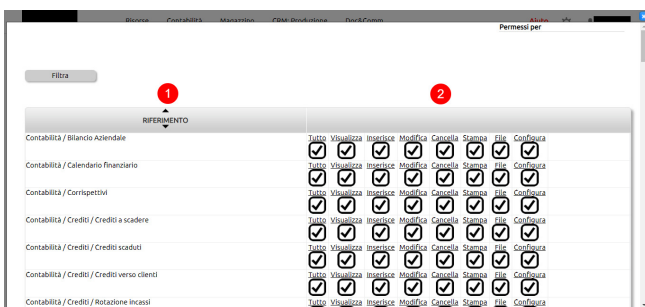 Risorse Contabilità Magazzino CRM; Produzione Doc&Comm Aiuto
Permessi per
Filtra
1
2
RIFERIMENTO
Contabilità / Bilancio Aziendale Tutto Visualizza Inserisce Modifica Cancella Stampa File Configura
Contabilità / Calendario finanziario Tutto Visualizza Inserisce Modifica Cancella Stampa File Configura
Contabilità / Corrispettivi Tutto Visualizza Inserisce Modifica Cancella Stampa File Configura
Contabilità / Crediti / Crediti a scadere Tutto Visualizza Inserisce Modifica Cancella Stampa File Configura
Contabilità / Crediti / Crediti scaduti Tutto Visualizza Inserisce Modifica Cancella Stampa File Configura
Contabilità / Crediti / Crediti verso clienti Tutto Visualizza Inserisce Modifica Cancella Stampa File Configura
Contabilità / Crediti / Rotazione incassi Tutto Visualizza Inserisce Modifica Cancella Stampa File Configura